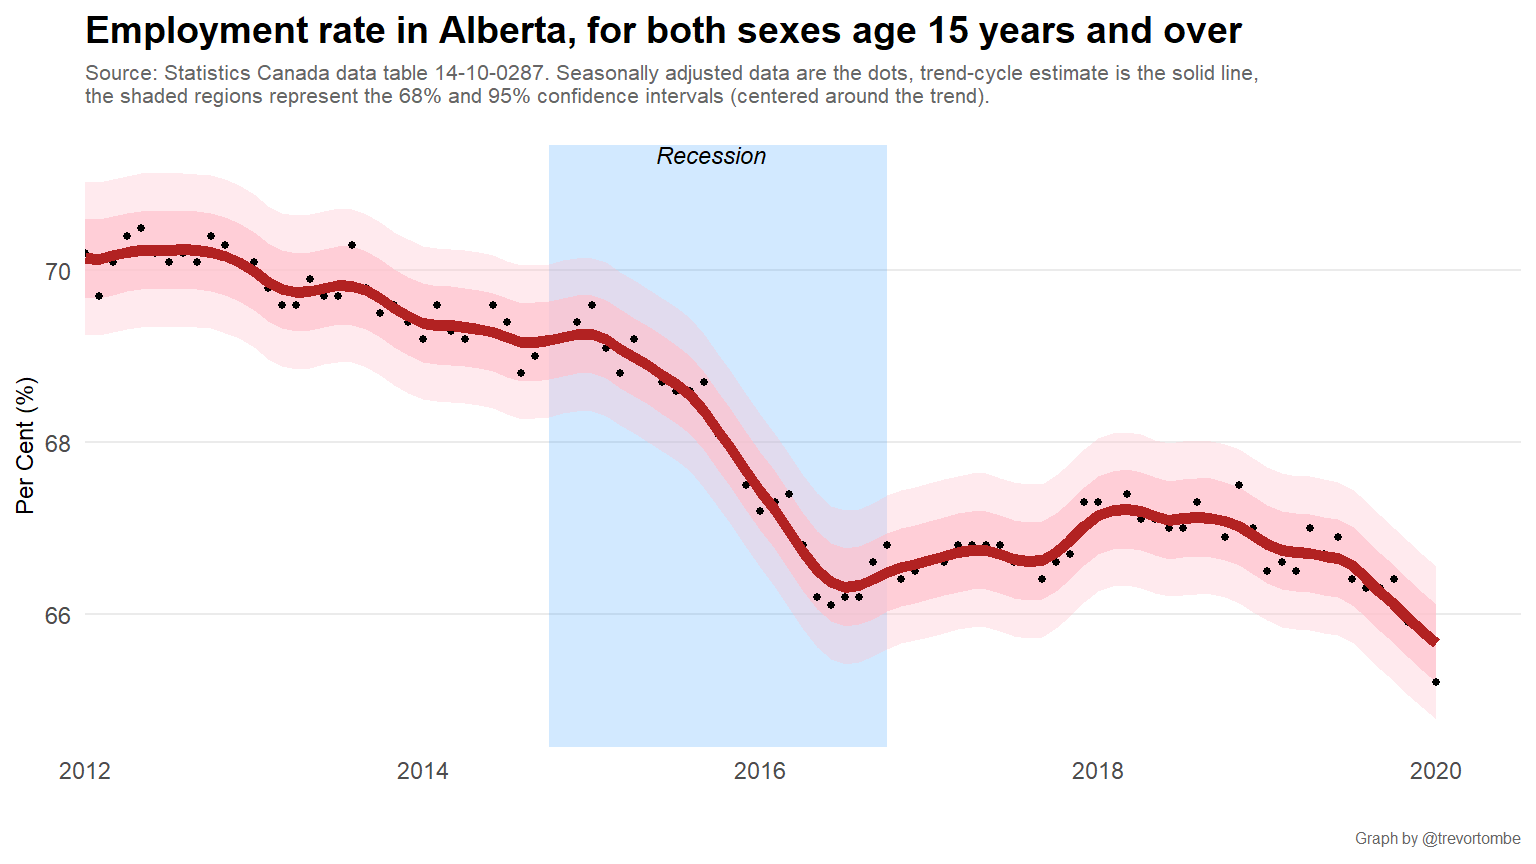 Employment rate in Alberta, for both sexes age 15 years and over
Source: Statistics Canada data table 14-10-0287. Seasonally adjusted data are the dots, trend-cycle estimate is the solid line,
the shaded regions represent the 68% and 95% confidence intervals (centered around the trend).
Recession
70
68
66
Per Cent (%)
2012 2014 2016 2018 2020
Graph by @trevortombe